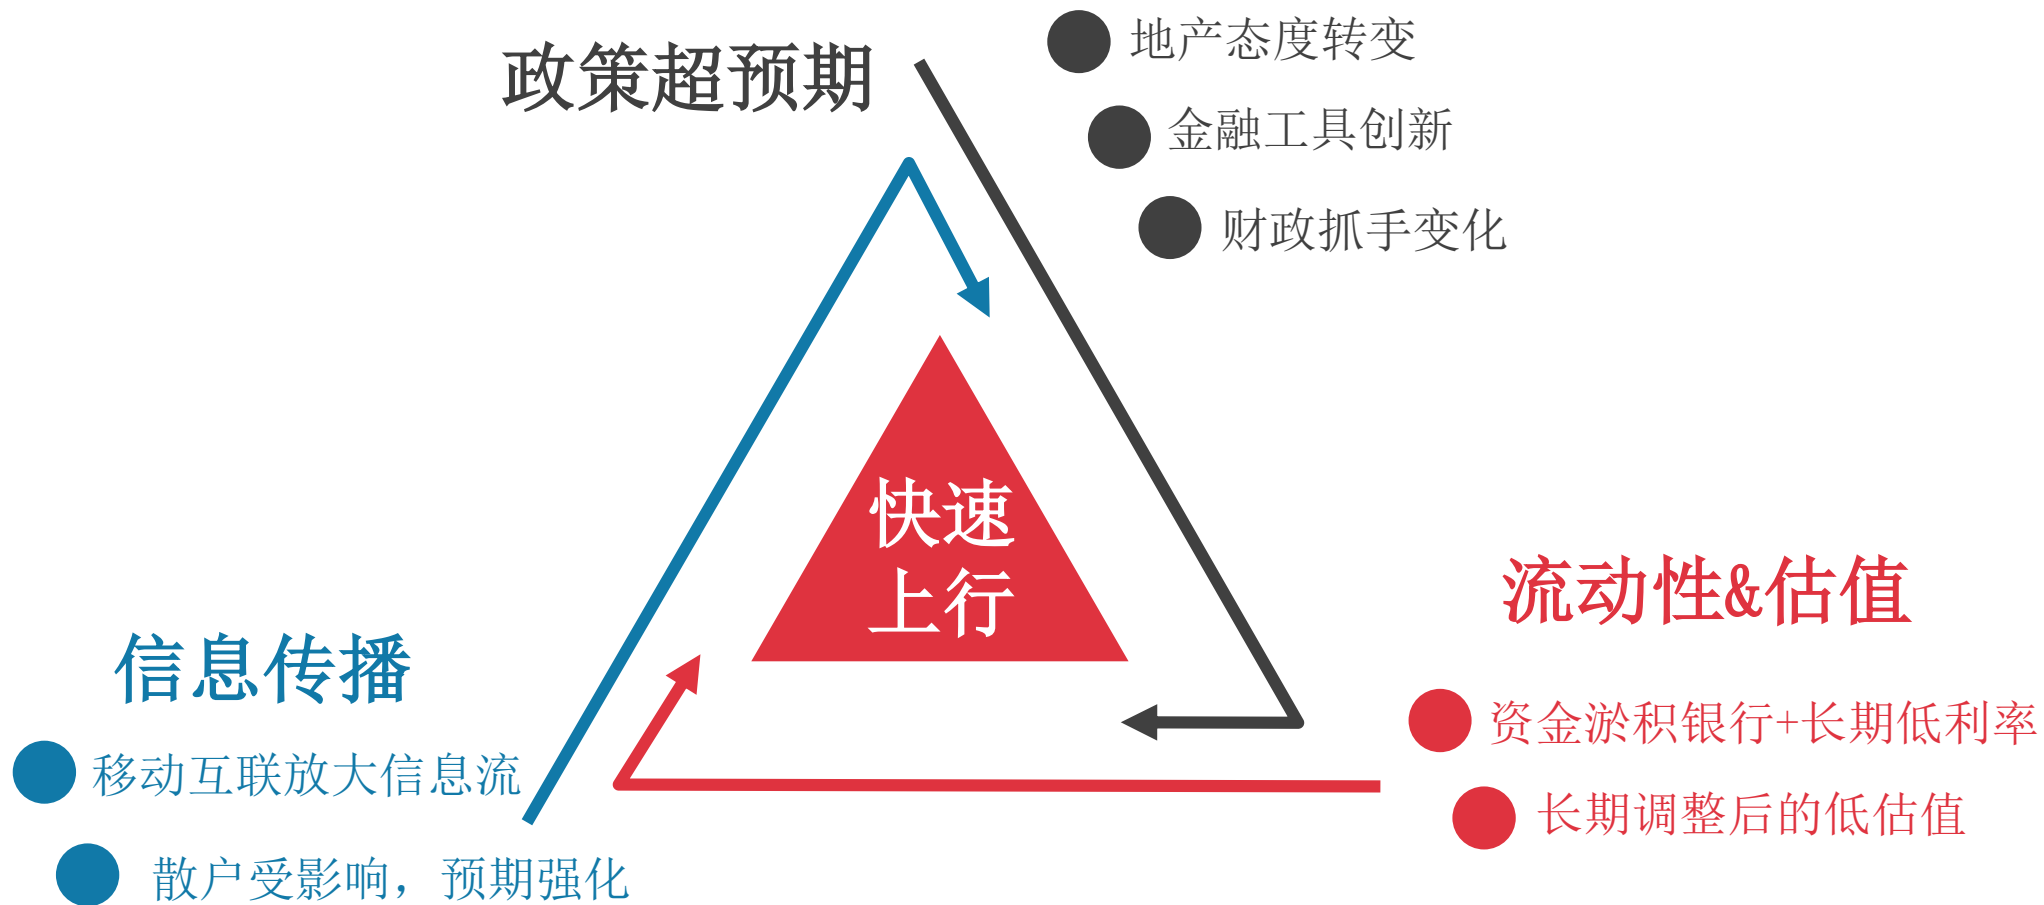 政策超预期
地产态度转变
金融工具创新
财政抓手变化
快速
上行
流动性&估值
资金淤积银行+长期低利率
长期调整后的低估值
信息传播
移动互联放大信息流
散户受影响，预期强化